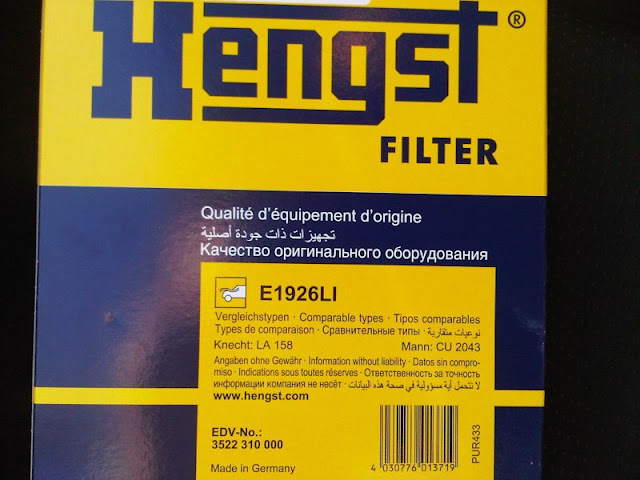 Hengst®
FILTER
Qualité d'équipement d'origine
تجهيزات ذات جودة أصلية
Качество оригинального оборудования
E1926LI
Vergleichstypen · Comparable types · Tipos comparables
Types de comparaison · Сравнительные типы · نوعيات متقاربة
Knecht: LA 158 Mann: CU 2043
Angaben ohne Gewähr · Information without liability · Datos sin compro-
miso · Indications sous toutes réserves · Ответственность за точность
информации компания не несёт · لا تتحمل أية مسؤولية في صحة هذه البيانات
www.hengst.com
EDV-No.:
3522 310 000
Made in Germany
4 030776 013719
PUR433